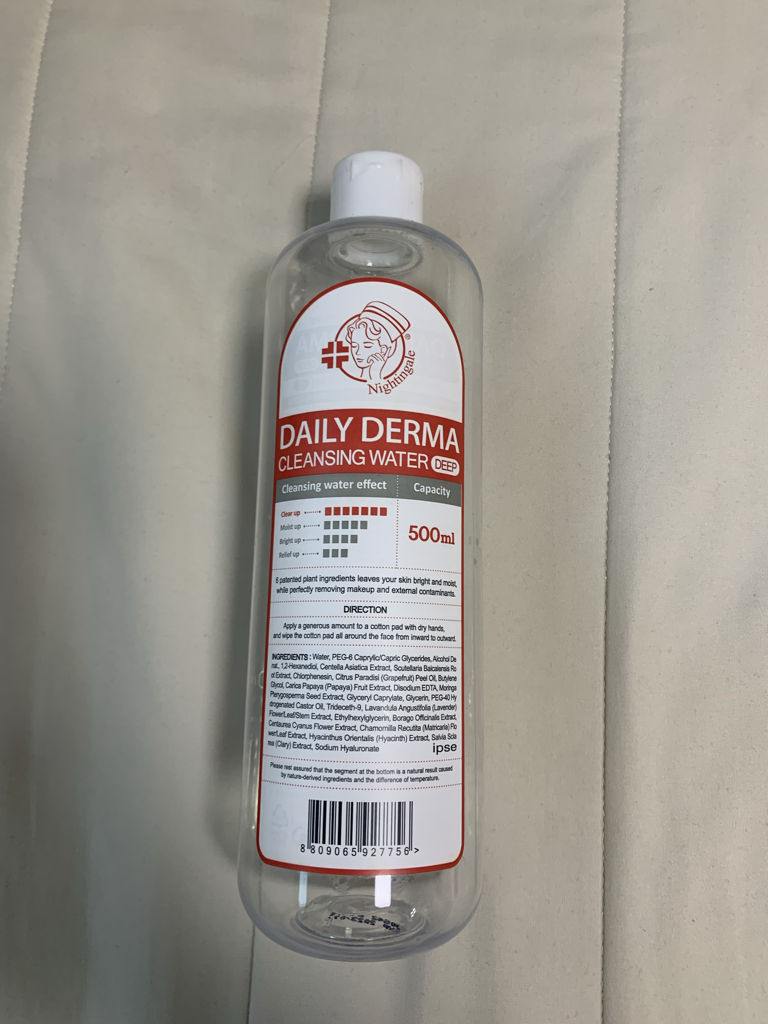 Nightingale®
DAILY DERMA
CLEANSING WATER DEEP
Cleansing water effect Capacity
Clear up
Moist up
Bright up
Relief up
500ml
6 patented plant ingredients leaves your skin bright and moist,
while perfectly removing makeup and external contaminants.
DIRECTION
Apply a generous amount to a cotton pad with dry hands,
and wipe the cotton pad all around the face from inward to outward.
INGREDIENTS : Water, PEG-6 Caprylic/Capric Glycerides, Alcohol De
nat., 1,2-Hexanediol, Centella Asiatica Extract, Scutellaria Baicalensis Ro
ot Extract, Chlorphenesin, Citrus Paradisi (Grapefruit) Peel Oil, Butylene
Glycol, Carica Papaya (Papaya) Fruit Extract, Disodium EDTA, Moringa
Pterygosperma Seed Extract, Glyceryl Caprylate, Glycerin, PEG-40 Hy
drogenated Castor Oil, Trideceth-9, Lavandula Angustifolia (Lavender)
Flower/Leaf/Stem Extract, Ethylhexylglycerin, Borago Officinalis Extract,
Centaurea Cyanus Flower Extract, Chamomilla Recutita (Matricaria) Flo
wer/Leaf Extract, Hyacinthus Orientalis (Hyacinth) Extract, Salvia Scla
rea (Clary) Extract, Sodium Hyaluronate
ipse
Please rest assured that the segment at the bottom is a natural result caused
by nature-derived ingredients and the difference of temperature.
8 809065 927756 >